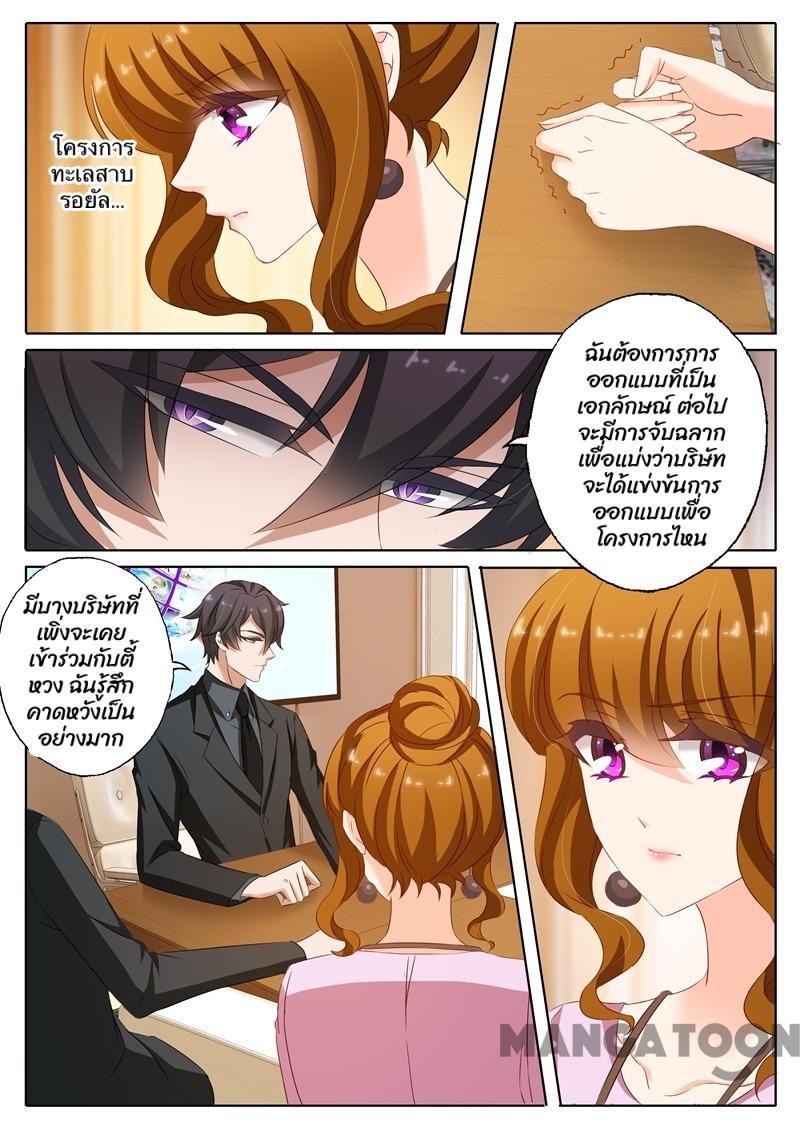 โครงการ
ทะเลสาบ
รอยัล...
ฉันต้องการการ
ออกแบบที่เป็น
เอกลักษณ์ ต่อไป
จะมีการจับฉลาก
เพื่อแบ่งว่าบริษัท
จะได้แข่งขันการ
ออกแบบเพื่อ
โครงการไหน
มีบางบริษัทที่
เพิ่งจะเคย
เข้าร่วมกับตี้
หวง ฉันรู้สึก
คาดหวังเป็น
อย่างมาก
MANGATOON